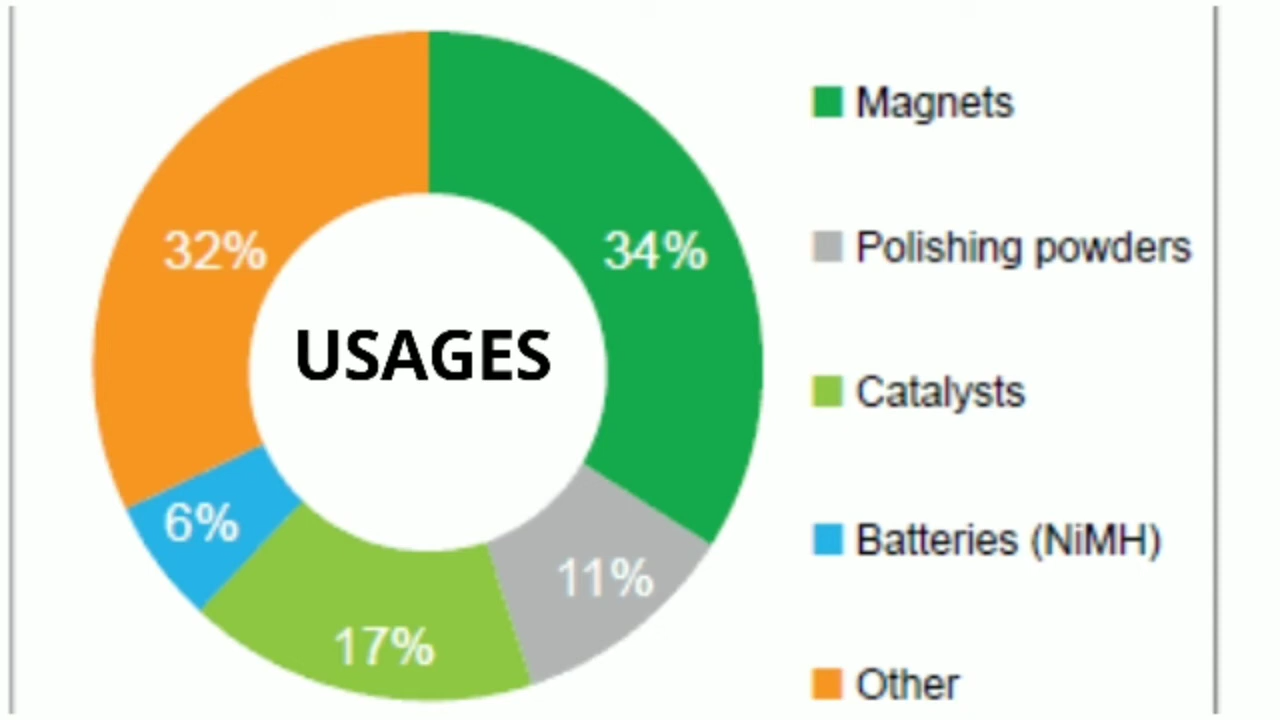 Magnets
32%
34%
Polishing powders
USAGES
Catalysts
6%
Batteries (NiMH)
11%
17%
Other